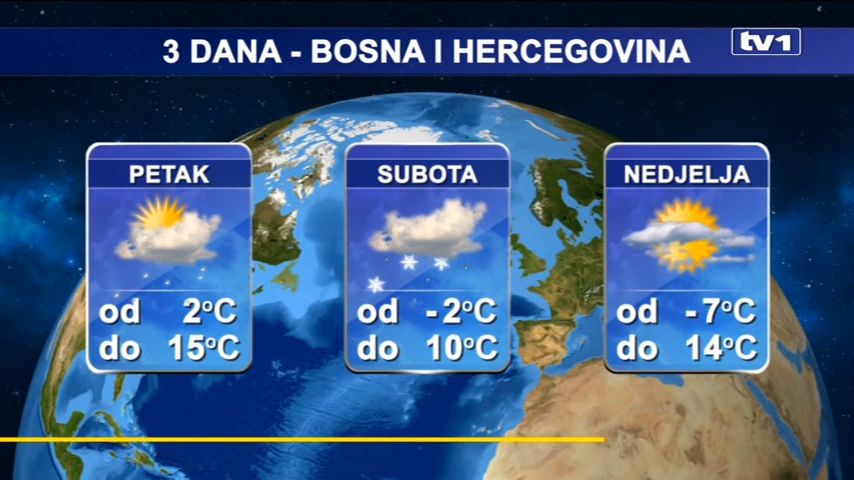 3 DANA - BOSNA I HERCEGOVINA
tv1
PETAK
od 2°C
do 15°C
SUBOTA
od - 2°C
do 10°C
NEDJELJA
od - 7°C
do 14°C